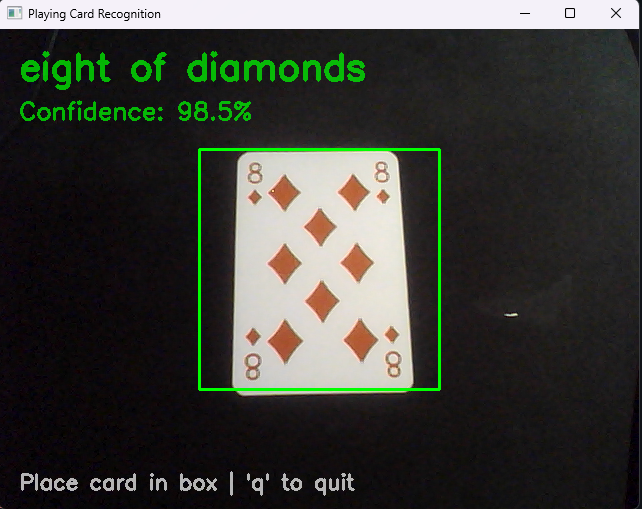 Playing Card Recognition
eight of diamonds
Confidence: 98.5%
8 8
8 8
Place card in box | 'q' to quit